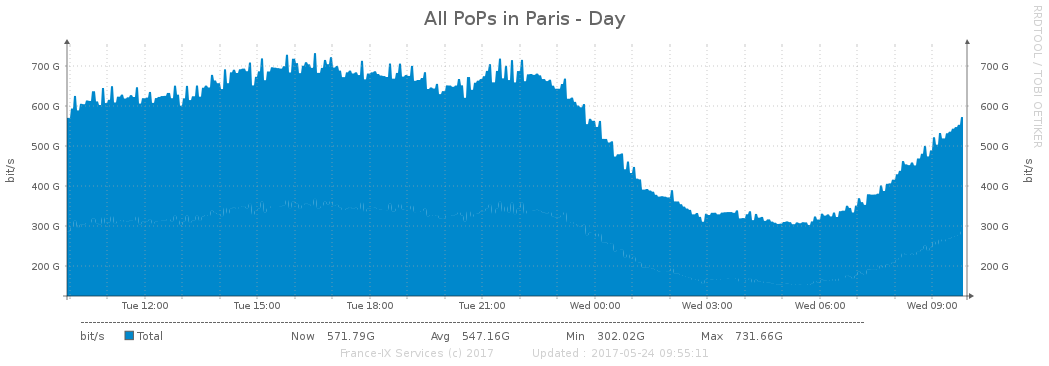 All PoPs in Paris - Day
RRDTOOL / TOBI OETIKER
bit/s
700 G
600 G
500 G
400 G
300 G
200 G
700 G
600 G
500 G
400 G
300 G
200 G
bit/s
Tue 12:00 Tue 15:00 Tue 18:00 Tue 21:00 Wed 00:00 Wed 03:00 Wed 06:00 Wed 09:00
bit/s Total Now 571.79G Avg 547.16G Min 302.02G Max 731.66G
France-IX Services (c) 2017 Updated : 2017-05-24 09:55:11